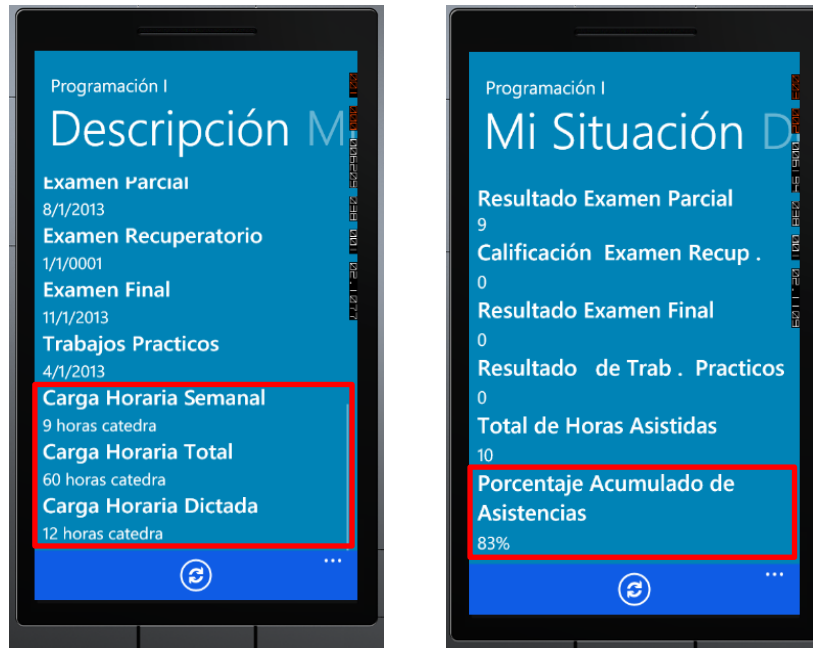 Programación I
Descripción M
Examen Parcial
8/1/2013
Examen Recuperatorio
1/1/0001
Examen Final
11/1/2013
Trabajos Practicos
4/1/2013
Carga Horaria Semanal
9 horas catedra
Carga Horaria Total
60 horas catedra
Carga Horaria Dictada
12 horas catedra
Programación I
Mi Situación D
Resultado Examen Parcial
9
Calificación Examen Recup .
0
Resultado Examen Final
0
Resultado de Trab . Practicos
0
Total de Horas Asistidas
10
Porcentaje Acumulado de
Asistencias
83%